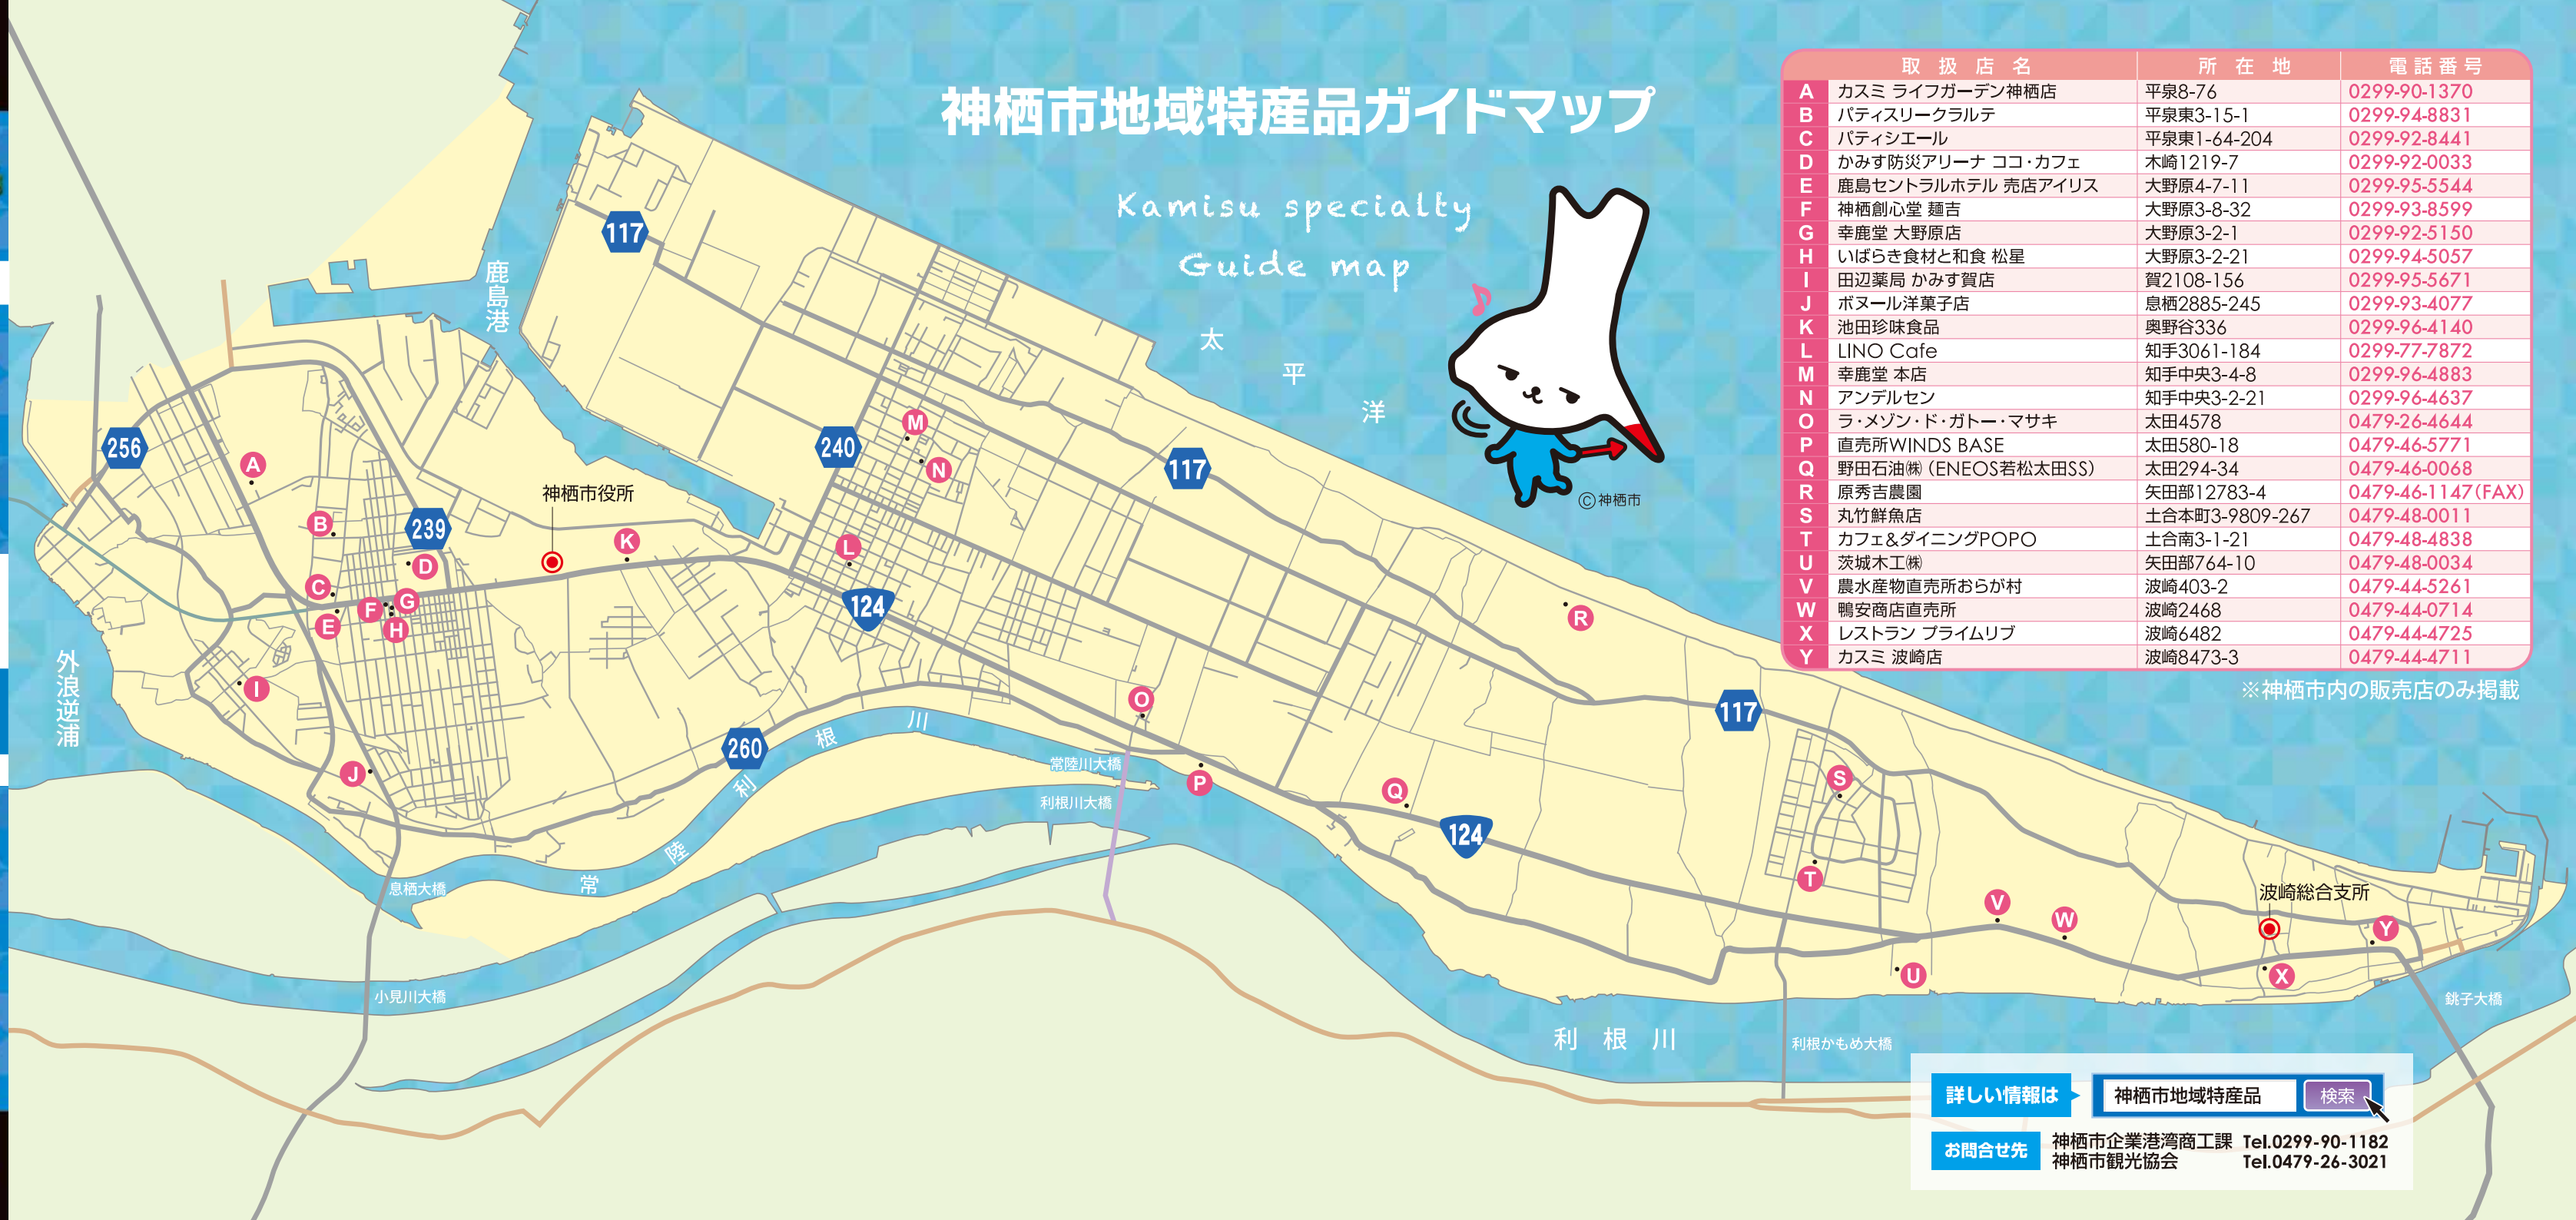 神栖市地域特産品ガイドマップ
Kamisu specialty
Guide map
取扱店名 所在地 電話番号
A カスミ ライフガーデン神栖店 平泉8-76 0299-90-1370
B パティスリークラルテ 平泉東3-15-1 0299-94-8831
C パティシエール 平泉東1-64-204 0299-92-8441
D かみす防災アリーナ ココ・カフェ 木崎1219-7 0299-92-0033
E 鹿島セントラルホテル 売店アイリス 大野原4-7-11 0299-95-5544
F 神栖創心堂 麺吉 大野原3-8-32 0299-93-8599
G 幸鹿堂 大野原店 大野原3-2-1 0299-92-5150
H いばらき食材と和食 松星 大野原3-2-21 0299-94-5057
I 田辺薬局 かみす賀店 賀2108-156 0299-95-5671
J ボヌール洋菓子店 息栖2885-245 0299-93-4077
K 池田珍味食品 奥野谷336 0299-96-4140
L LINO Cafe 知手3061-184 0299-77-7872
M 幸鹿堂 本店 知手中央3-4-8 0299-96-4883
N アンデルセン 知手中央3-2-21 0299-96-4637
O ラ・メゾン・ド・ガトー・マサキ 太田4578 0479-26-4644
P 直売所WINDS BASE 太田580-18 0479-46-5771
Q 野田石油㈱（ENEOS若松太田SS） 太田294-34 0479-46-0068
R 原秀吉農園 矢田部12783-4 0479-46-1147(FAX)
S 丸竹鮮魚店 土合本町3-9809-267 0479-48-0011
T カフェ&ダイニングPOPO 土合南3-1-21 0479-48-4838
U 茨城木工㈱ 矢田部764-10 0479-48-0034
V 農水産物直売所おらが村 波崎403-2 0479-44-5261
W 鴨安商店直売所 波崎2468 0479-44-0714
X レストラン プライムリブ 波崎6482 0479-44-4725
Y カスミ 波崎店 波崎8473-3 0479-44-4711
※神栖市内の販売店のみ掲載
♪
©神栖市
太平洋
鹿島港
外浪逆浦
117
256
240
117
239
124
260
117
124
神栖市役所
波崎総合支所
A
B
C
D
E
F
G
H
I
J
K
L
M
N
O
P
Q
R
S
T
U
V
W
X
Y
常陸利根川
常陸川大橋
利根川大橋
息栖大橋
小見川大橋
利根川
利根かもめ大橋
銚子大橋
詳しい情報は 神栖市地域特産品 検索
お問合せ先 神栖市企業港湾商工課 Tel.0299-90-1182
神栖市観光協会 Tel.0479-26-3021